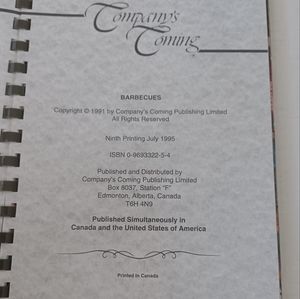 Company's
Coming
BARBECUES
Copyright © 1991 by Company's Coming Publishing Limited
All Rights Reserved
Ninth Printing July 1995
ISBN 0-9693322-5-4
Published and Distributed by
Company's Coming Publishing Limited
Box 8037, Station "F"
Edmonton, Alberta, Canada
T6H 4N9
Published Simultaneously in
Canada and the United States of America
Printed In Canada